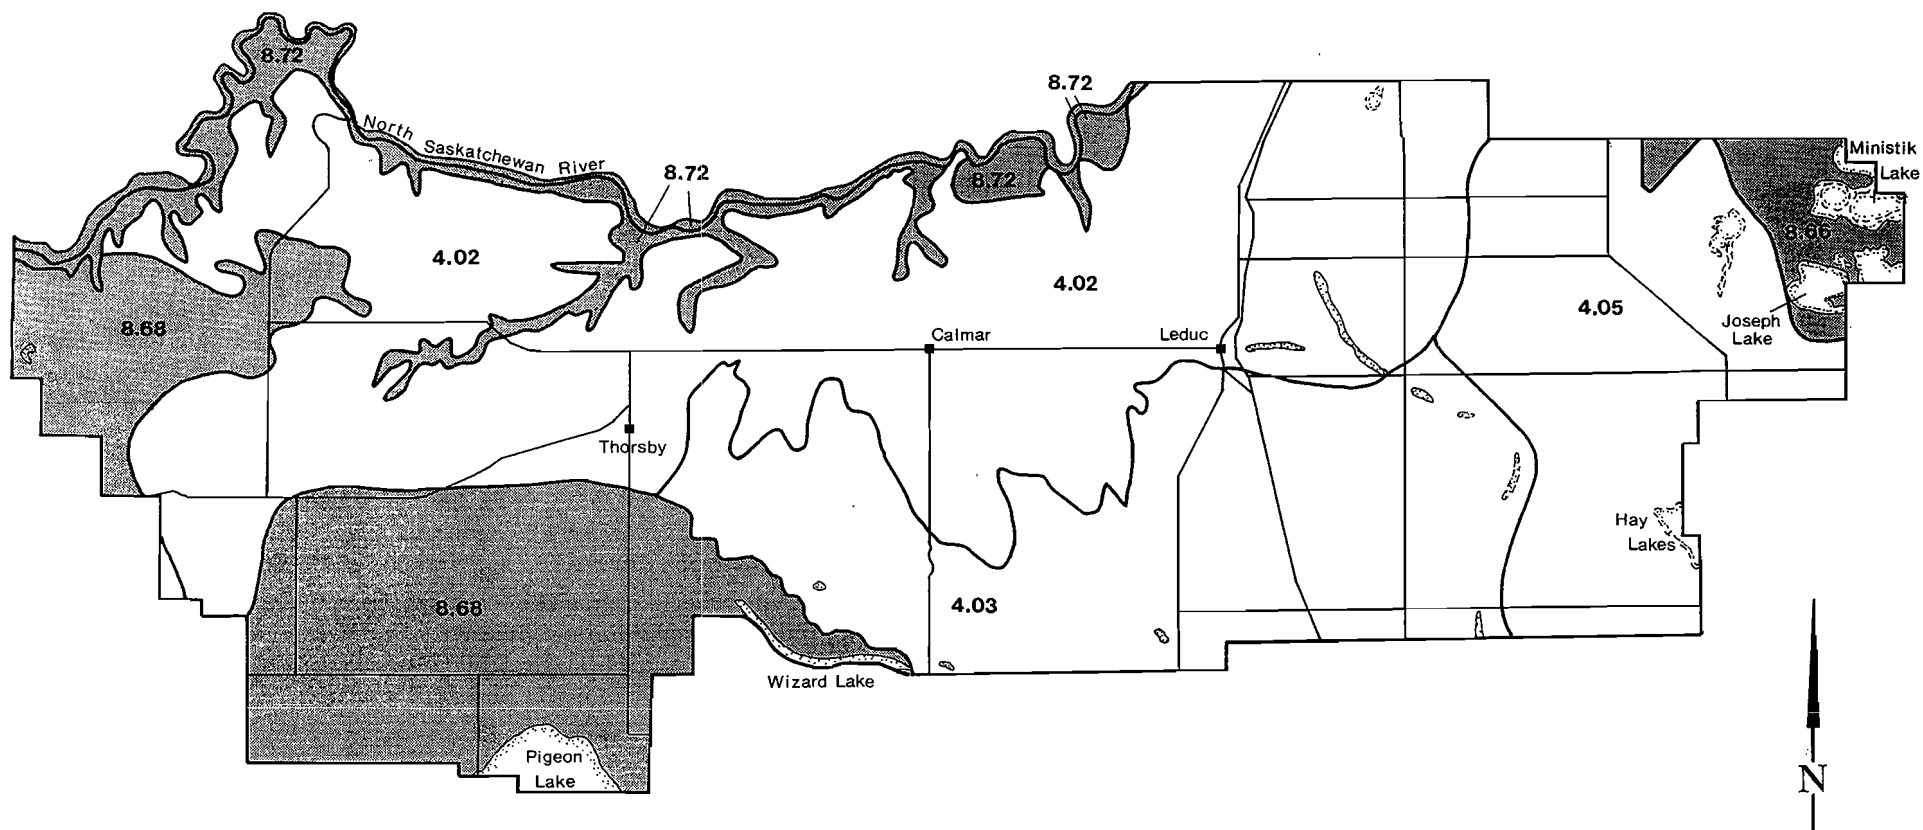 8.72
8.72
North Saskatchewan River
8.72
8.72
Ministik
Lake
8.66
4.02
4.02
4.05
8.68
Joseph
Lake
Calmar
Leduc
Thorsby
Hay
Lakes
8.68
4.03
Wizard Lake
Pigeon
Lake
N